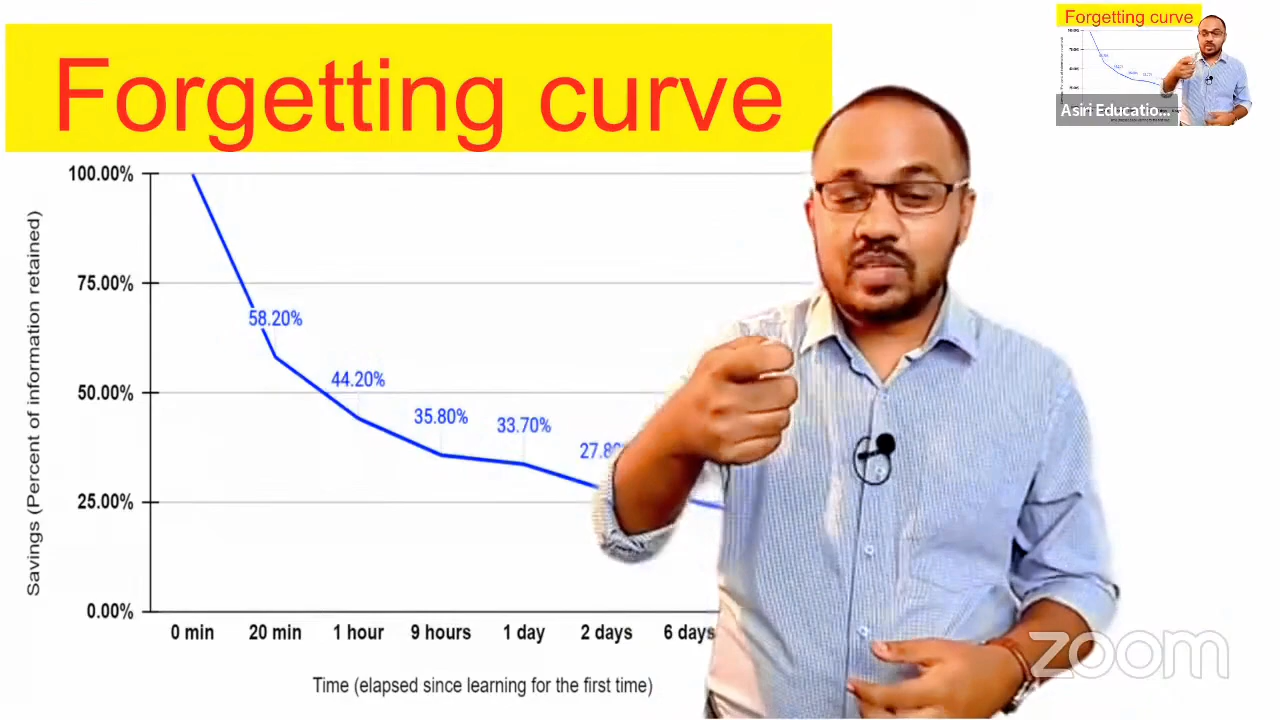 Forgetting curve
100.00%
75.00%
50.00%
25.00%
0.00%
Savings (Percent of information retained)
58.20%
44.20%
35.80%
33.70%
0 min
20 min
1 hour
9 hours
1 day
2 days
6 days
Time (elapsed since learning for the first time)
Forgetting curve
Asiri Educatio...
zoom